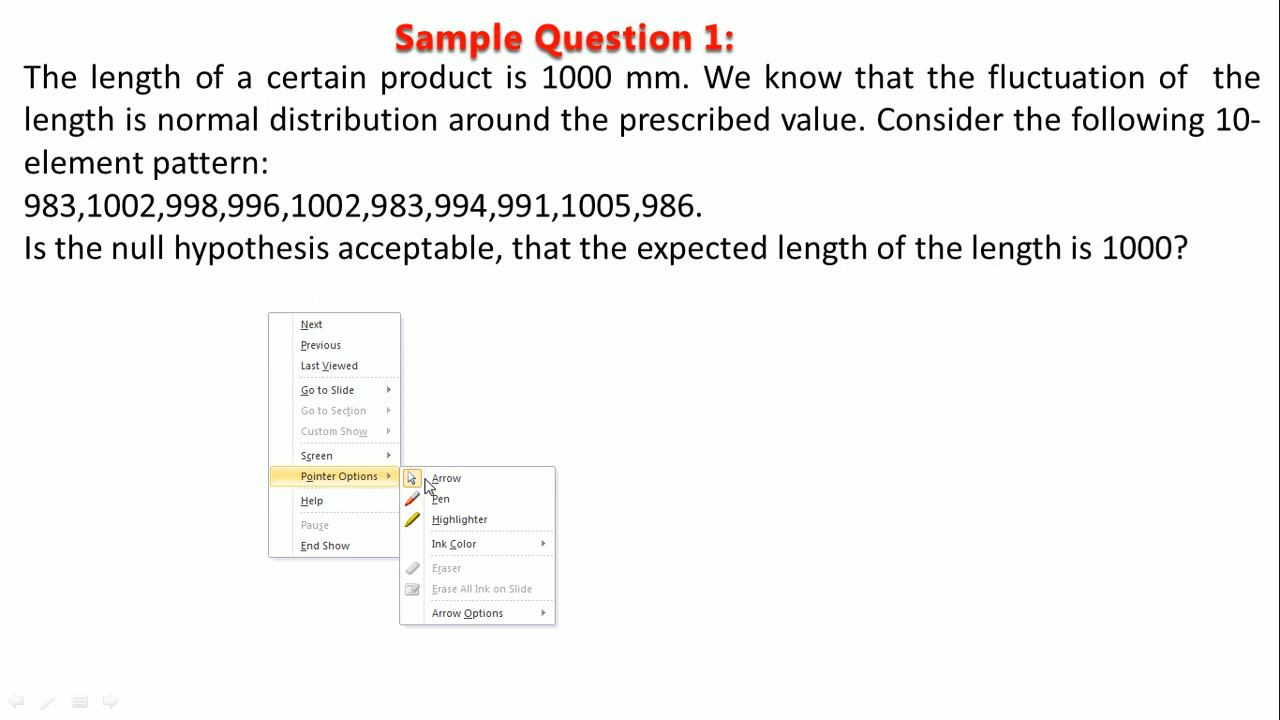 Sample Question 1:
The length of a certain product is 1000 mm. We know that the fluctuation of the
length is normal distribution around the prescribed value. Consider the following 10-
element pattern:
983,1002,998,996,1002,983,994,991,1005,986.
Is the null hypothesis acceptable, that the expected length of the length is 1000?
Next
Previous
Last Viewed
Go to Slide
Go to Section
Custom Show
Screen
Pointer Options
Help
Pause
End Show
Arrow
Pen
Highlighter
Ink Color
Eraser
Erase All Ink on Slide
Arrow Options